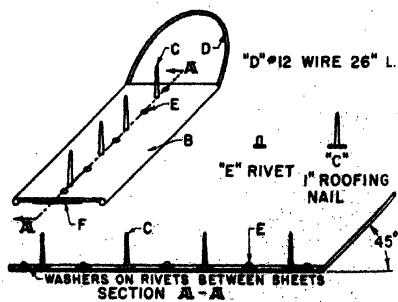 C
D
A
"D" #12 WIRE 26" L.
E
B
"E" RIVET
"C"
1" ROOFING
NAIL
F
A
C
E
45°
WASHERS ON RIVETS BETWEEN SHEETS
SECTION A-A